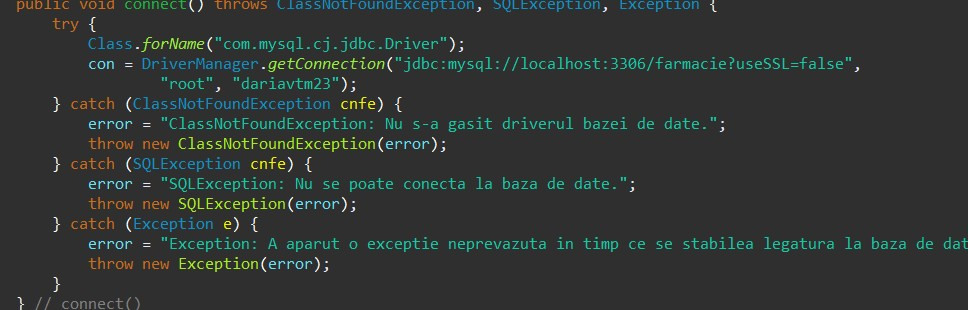 public void connect() throws ClassNotFoundException, SQLException, Exception {
try {
Class.forName("com.mysql.cj.jdbc.Driver");
con = DriverManager.getConnection("jdbc:mysql://localhost:3306/farmacie?useSSL=false",
"root", "dariavtm23");
} catch (ClassNotFoundException cnfe) {
error = "ClassNotFoundException: Nu s-a gasit driverul bazei de date.";
throw new ClassNotFoundException(error);
} catch (SQLException cnfe) {
error = "SQLException: Nu se poate conecta la baza de date.";
throw new SQLException(error);
} catch (Exception e) {
error = "Exception: A aparut o exceptie neprevazuta in timp ce se stabilea legatura la baza de dat
throw new Exception(error);
}
} // connect()